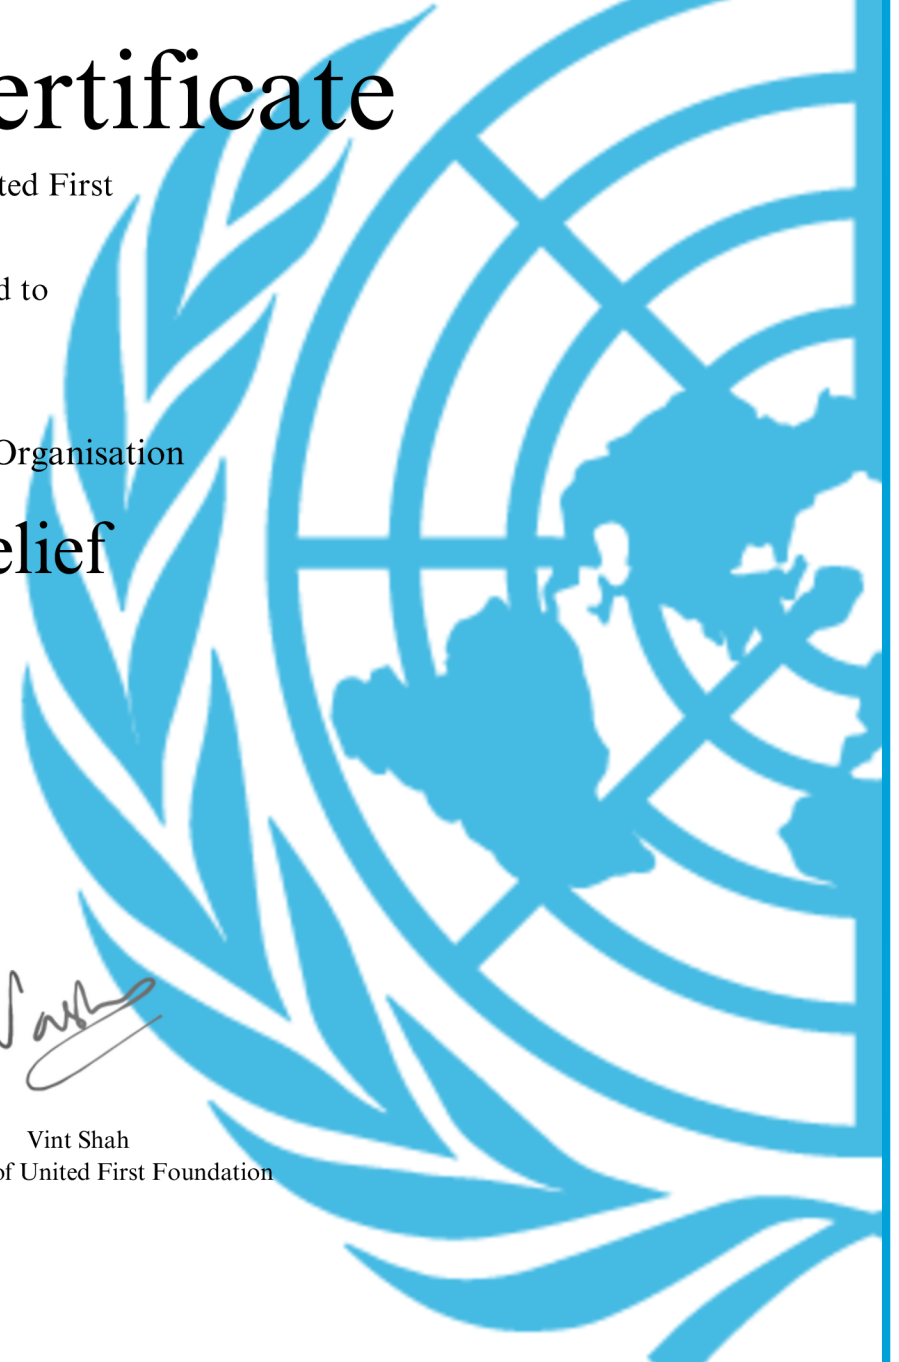 ertificate
ted First
d to
Organisation
elief
Vint Shah
of United First Foundation